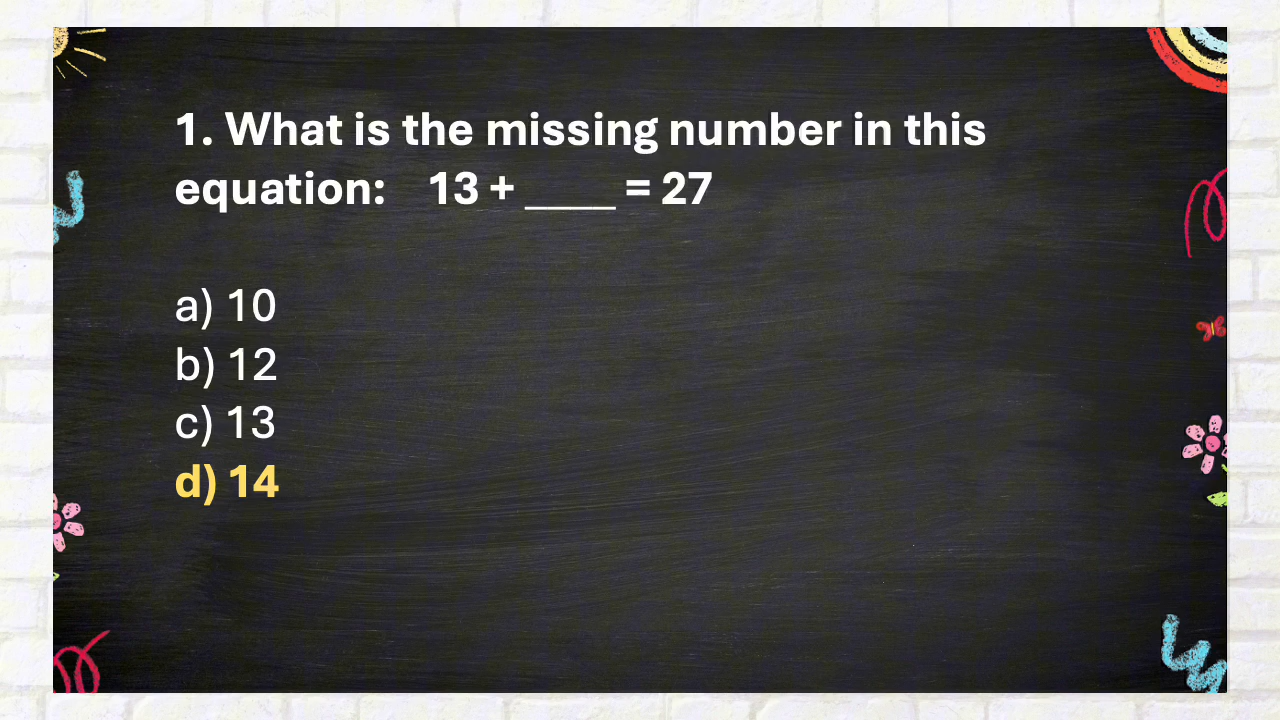 1. What is the missing number in this
equation: 13 + ____ = 27
a) 10
b) 12
c) 13
d) 14